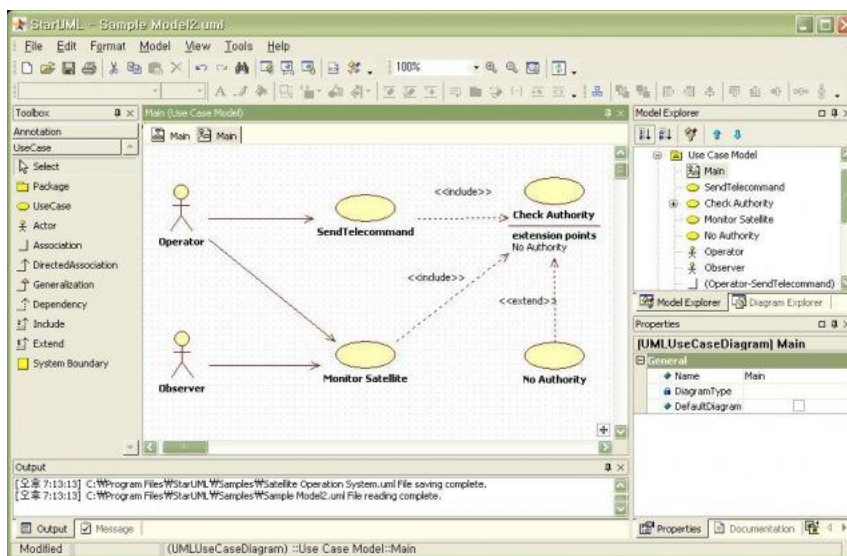 StarUML - Sample Model2.uml
File Edit Format Model View Tools Help
100%
Toolbox
Annotation
UseCase
Select
Package
UseCase
Actor
Association
DirectedAssociation
Generalization
Dependency
Include
Extend
System Boundary
Main (Use Case Model)
Main Main
Operator
SendTelecommand
<<include>>
Check Authority
extension points
No Authority
<<include>>
<<extend>>
Observer
Monitor Satellite
No Authority
Model Explorer
Use Case Model
Main
SendTelecommand
Check Authority
Monitor Satellite
No Authority
Operator
Observer
(Operator-SendTelecommand)
Model Explorer Diagram Explorer
Properties
[UMLUseCaseDiagram] Main
General
Name Main
DiagramType
DefaultDiagram
Properties Documentation
Output
[오후 7:13:13] C:₩Program Files₩StarUML₩Samples₩Satellite Operation System.uml File saving complete.
[오후 7:13:13] C:₩Program Files₩StarUML₩Samples₩Sample Model2.uml File reading complete.
Output Message
Modified (UMLUseCaseDiagram) ::Use Case Model::Main